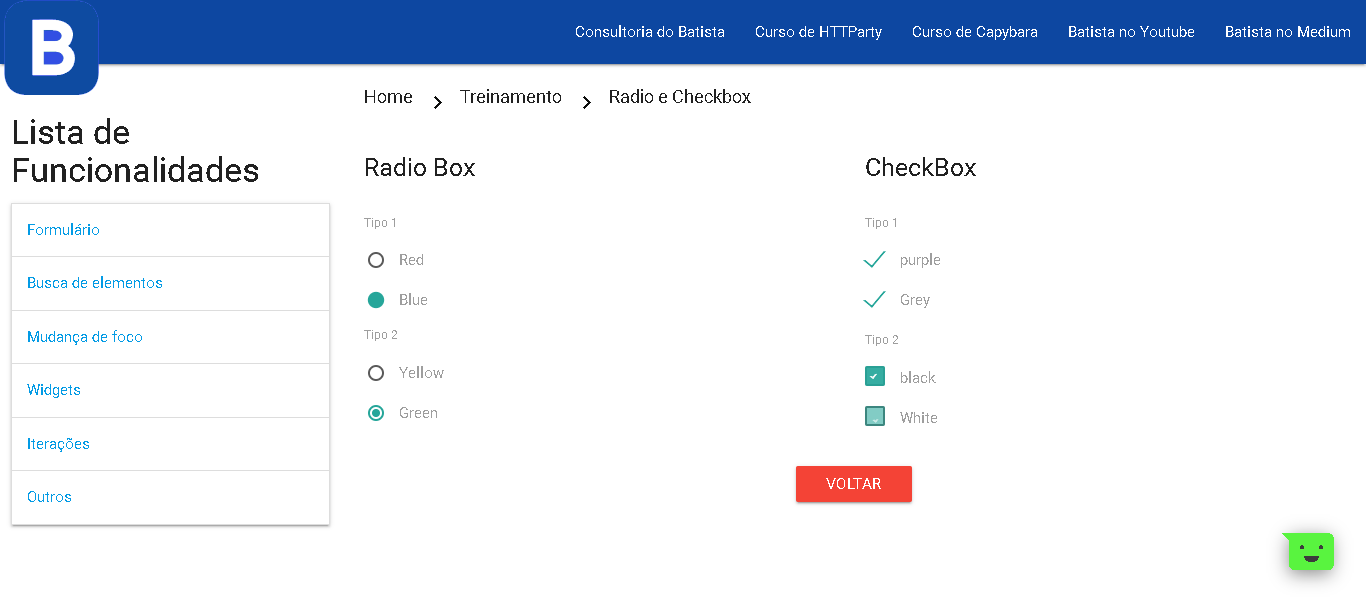 B
Consultoria do Batista
Curso de HTTParty
Curso de Capybara
Batista no Youtube
Batista no Medium
Home
Treinamento
Radio e Checkbox
Lista de
Funcionalidades
Formulário
Busca de elementos
Mudança de foco
Widgets
Iterações
Outros
Radio Box
Tipo 1
Red
Blue
Tipo 2
Yellow
Green
CheckBox
Tipo 1
purple
Grey
Tipo 2
black
White
VOLTAR